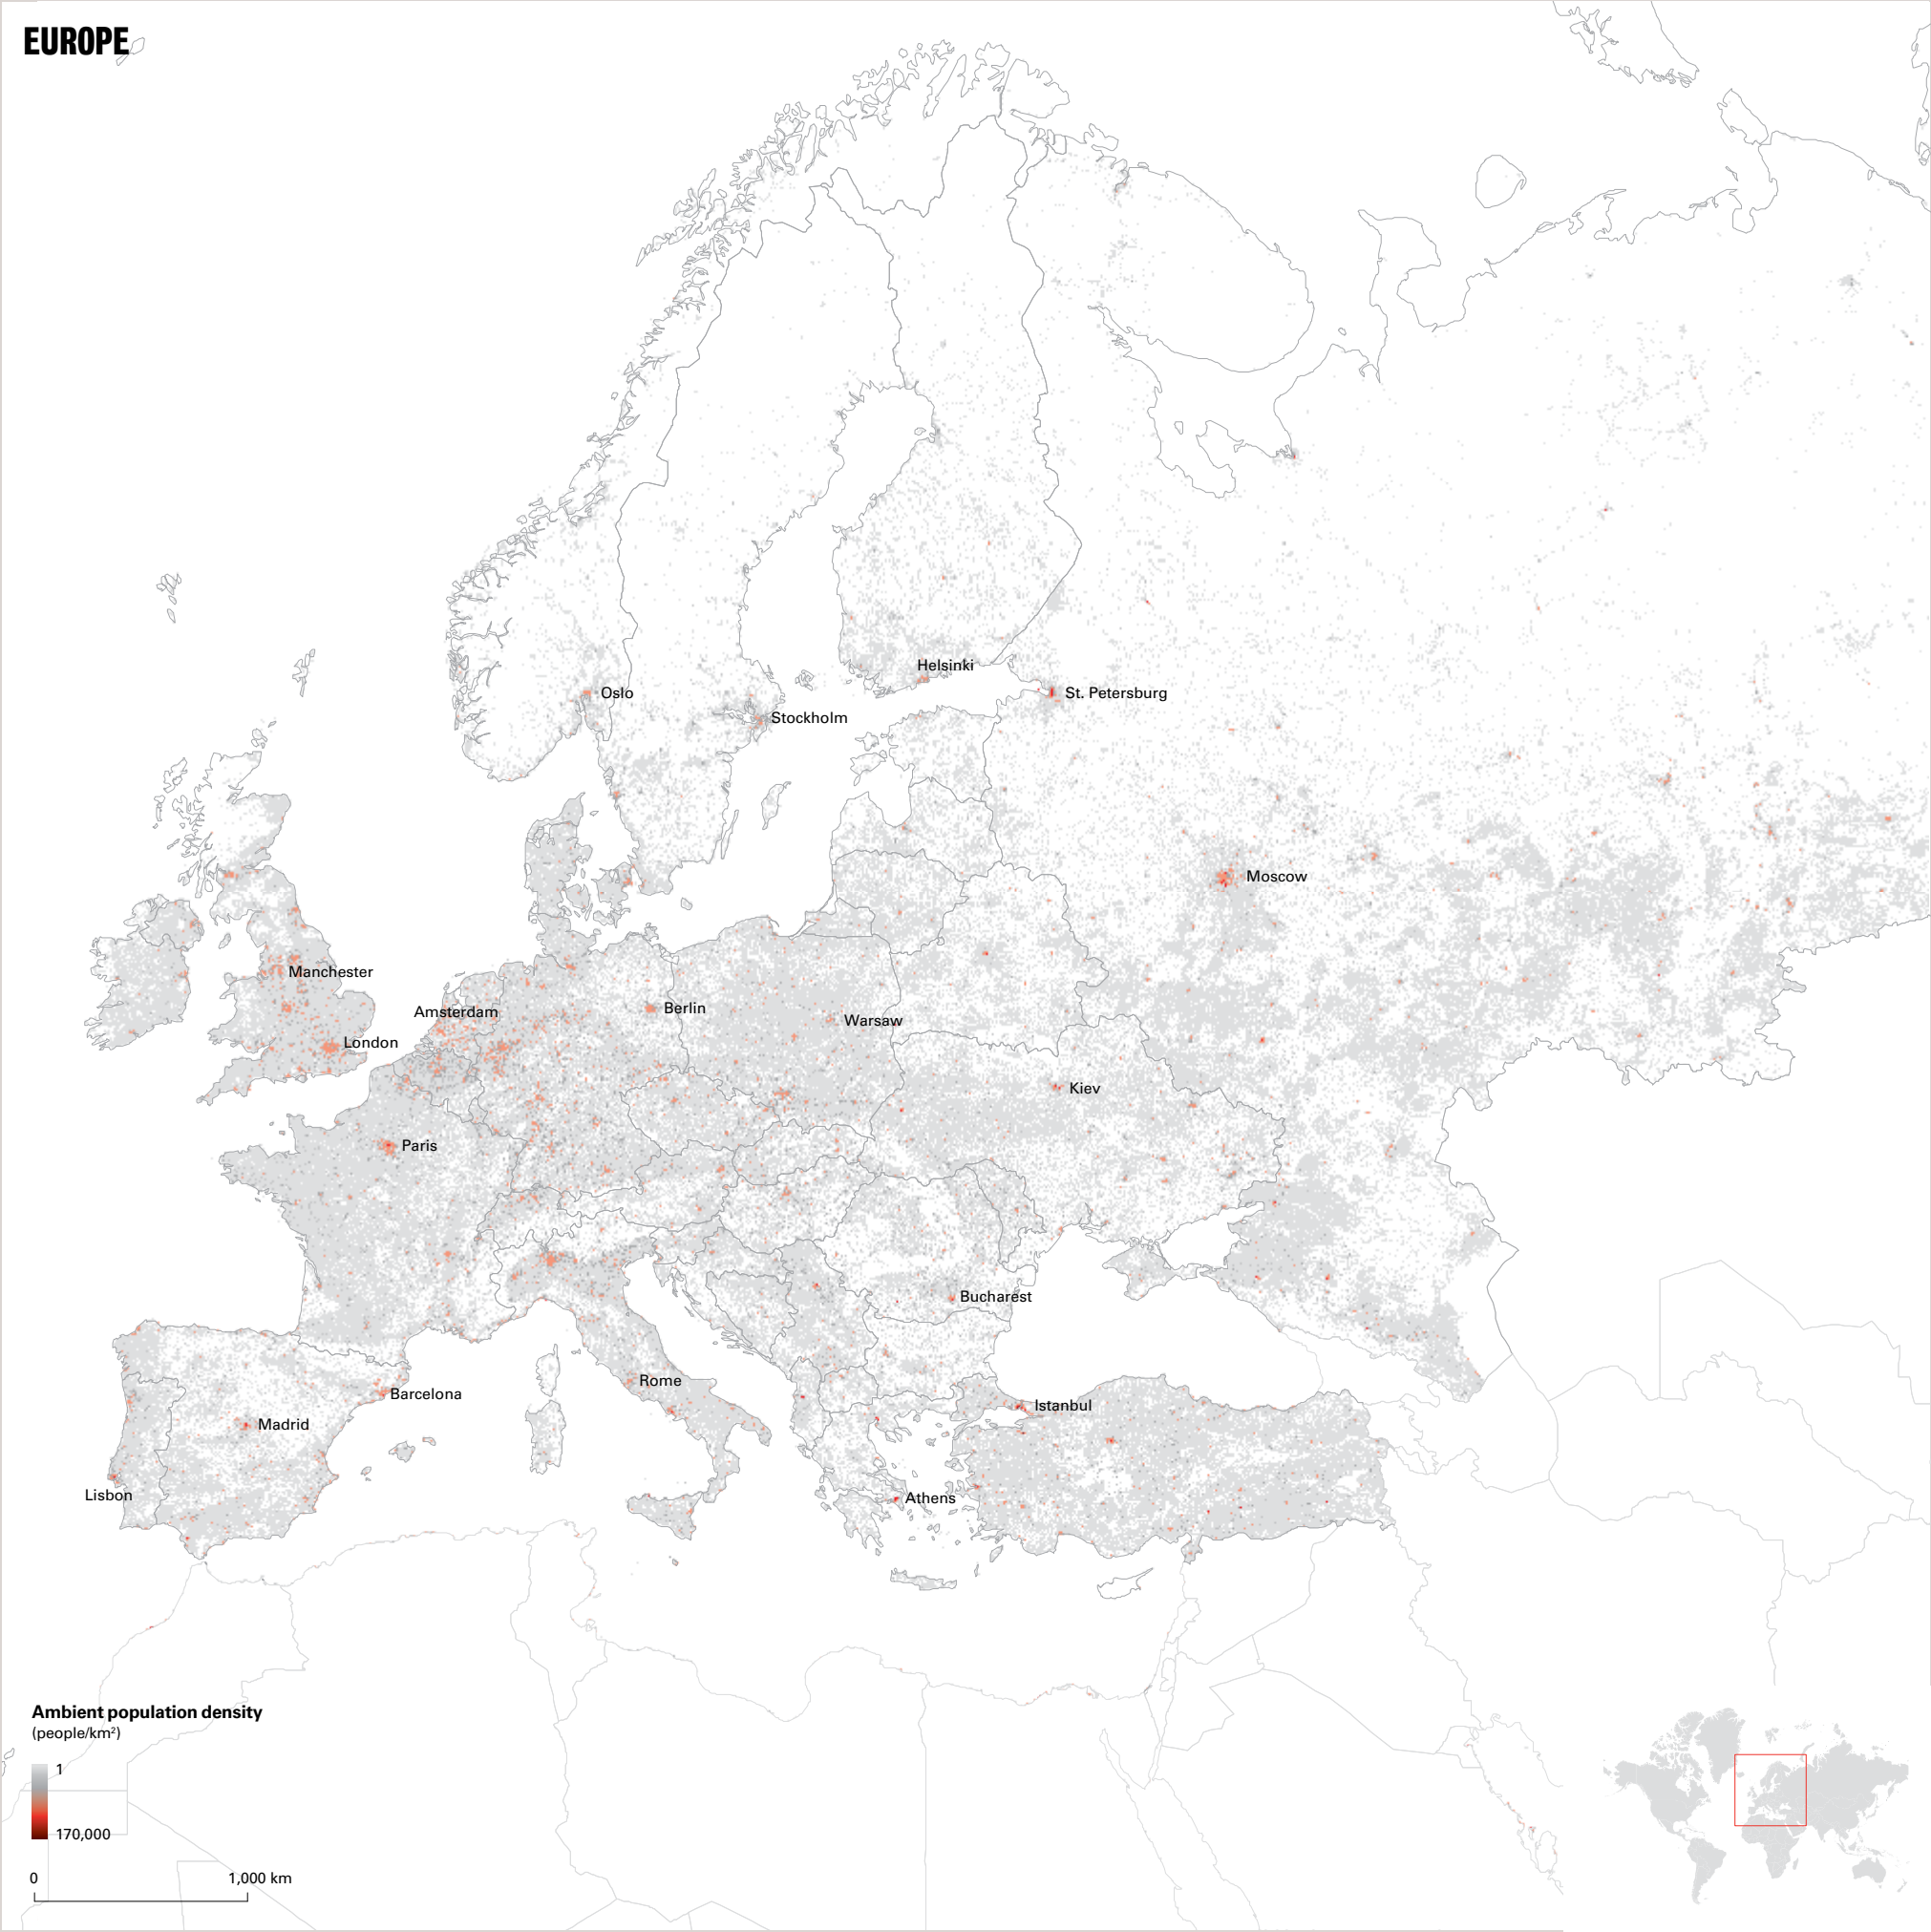 EUROPE
Helsinki
Oslo
St. Petersburg
Stockholm
Moscow
Manchester
Amsterdam
Berlin
Warsaw
London
Kiev
Paris
Bucharest
Rome
Barcelona
Istanbul
Madrid
Lisbon
Athens
Ambient population density
(people/km²)
1
170,000
0 1,000 km